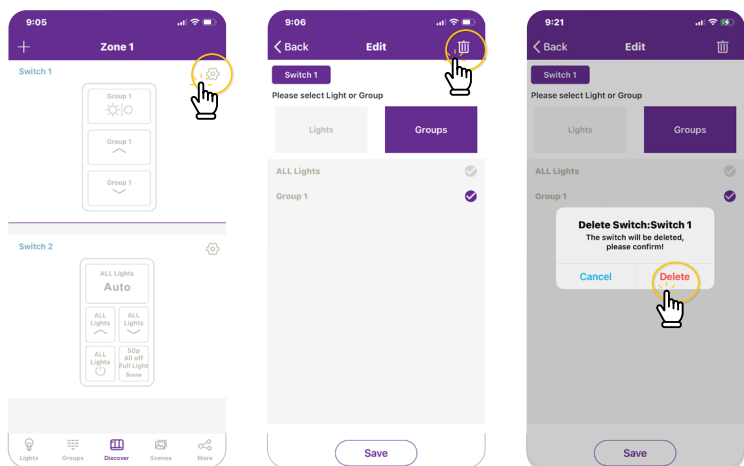 9:05
Zone 1
Switch 1
Group 1
Group 1
Group 1
Switch 2
ALL Lights
Auto
ALL
Lights
ALL
Lights
ALL
Lights
50p
All off
Full Light
Scene
Lights
Groups
Discover
Scenes
More
9:06
Back
Edit
Switch 1
Please select Light or Group
Lights
Groups
ALL Lights
Group 1
Save
9:21
Back
Edit
Switch 1
Please select Light or Group
Lights
Groups
ALL Lights
Group 1
Delete Switch:Switch 1
The switch will be deleted,
please confirm!
Cancel
Delete
Save